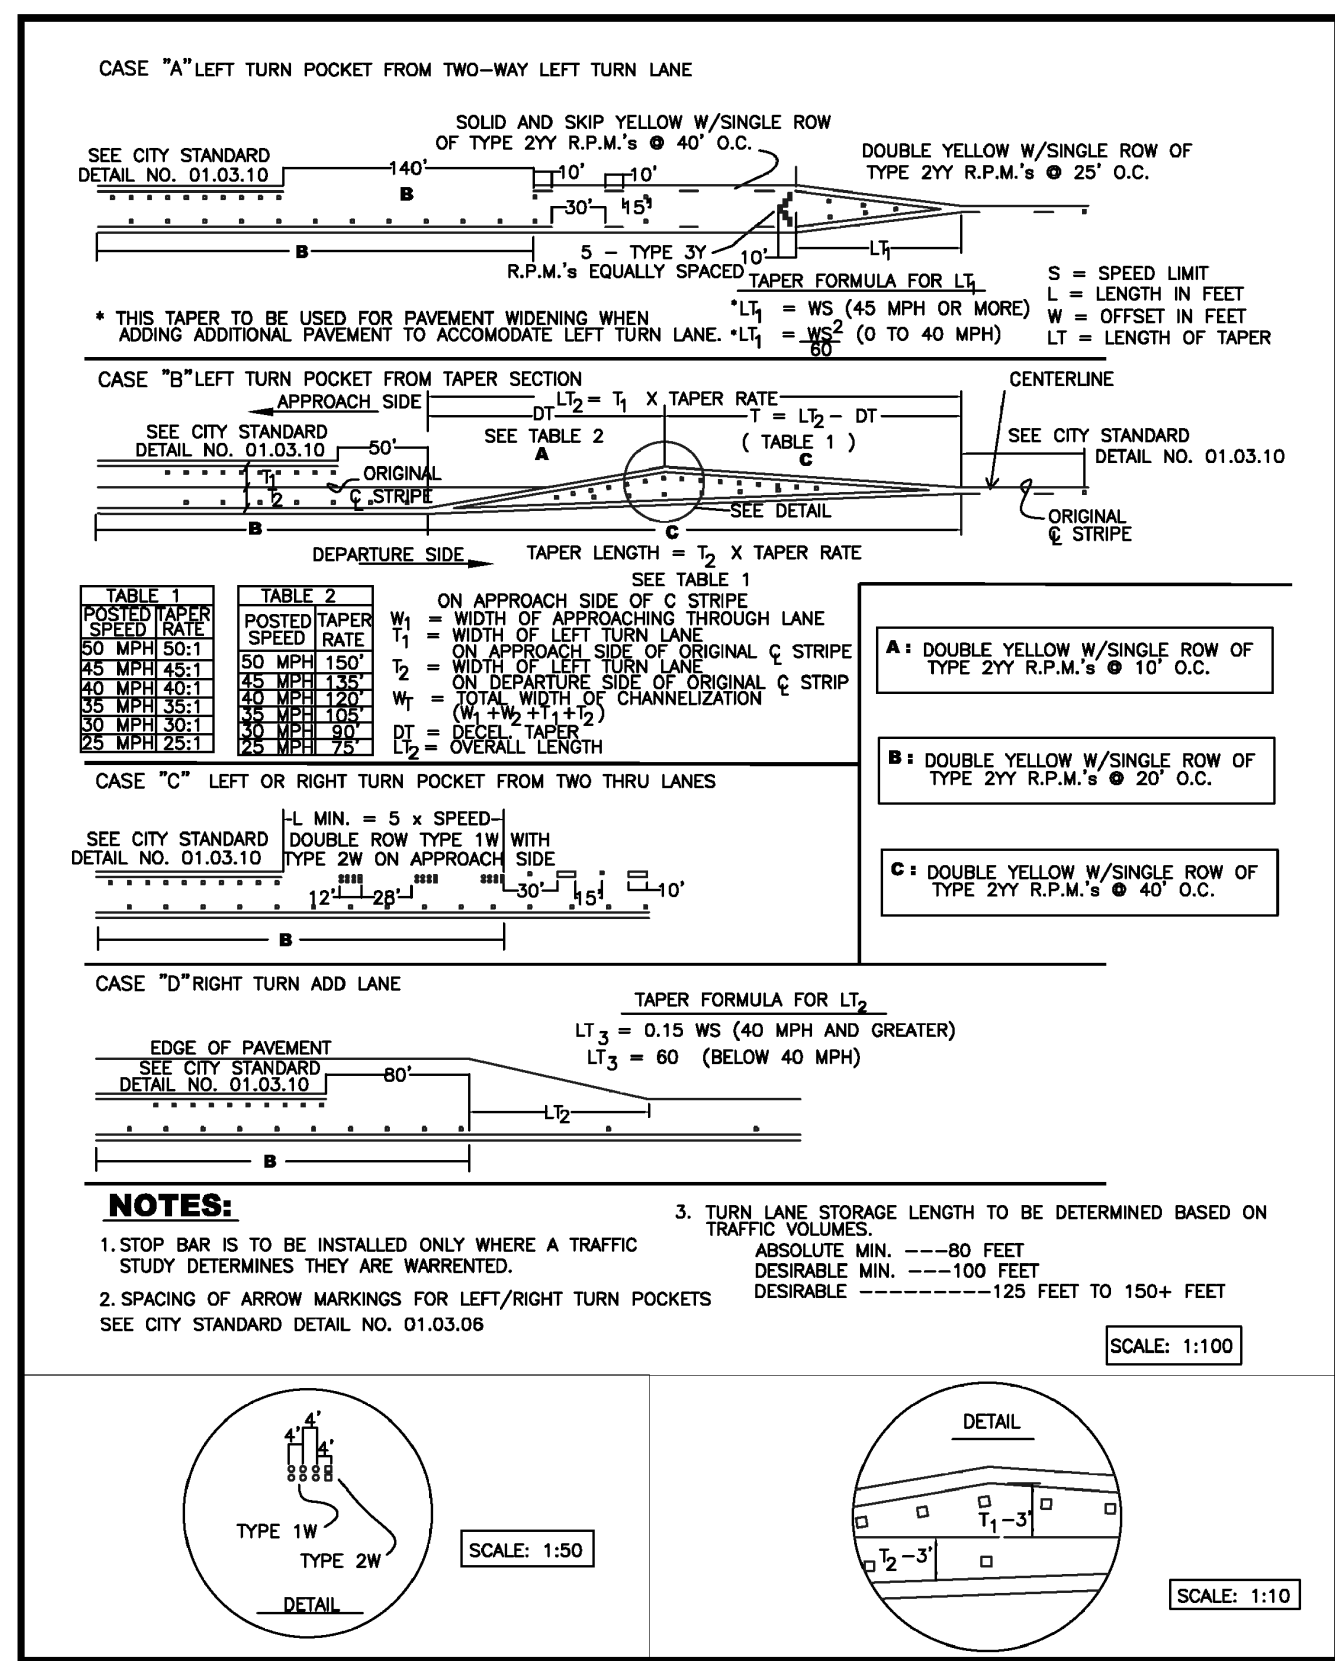 CASE "A" LEFT TURN POCKET FROM TWO-WAY LEFT TURN LANE
SOLID AND SKIP YELLOW W/SINGLE ROW
OF TYPE 2YY R.P.M.'s @ 40' O.C.
SEE CITY STANDARD
DETAIL NO. 01.03.10
DOUBLE YELLOW W/SINGLE ROW OF
TYPE 2YY R.P.M.'s @ 25' O.C.
140'
10'
10'
B
30'
15'
B
5 - TYPE 3Y
R.P.M.'s EQUALLY SPACED
10'
LT1
TAPER FORMULA FOR LT1
*LT1 = WS (45 MPH OR MORE)
*LT1 = WS2 (0 TO 40 MPH)
60
S = SPEED LIMIT
L = LENGTH IN FEET
W = OFFSET IN FEET
LT = LENGTH OF TAPER
* THIS TAPER TO BE USED FOR PAVEMENT WIDENING WHEN
ADDING ADDITIONAL PAVEMENT TO ACCOMODATE LEFT TURN LANE.
CASE "B" LEFT TURN POCKET FROM TAPER SECTION
CENTERLINE
APPROACH SIDE
LT2 = T1 X TAPER RATE
DT
T = LT2 - DT
SEE CITY STANDARD
DETAIL NO. 01.03.10
50'
SEE TABLE 2
A
( TABLE 1 )
C
SEE CITY STANDARD
DETAIL NO. 01.03.10
T1
T2
ORIGINAL
℄ STRIPE
SEE DETAIL
ORIGINAL
℄ STRIPE
B
C
DEPARTURE SIDE
TAPER LENGTH = T2 X TAPER RATE
SEE TABLE 1
TABLE 1
POSTED SPEED TAPER RATE
50 MPH 50:1
45 MPH 45:1
40 MPH 40:1
35 MPH 35:1
30 MPH 30:1
25 MPH 25:1
TABLE 2
POSTED SPEED TAPER RATE
50 MPH 150'
45 MPH 135'
40 MPH 120'
35 MPH 105'
30 MPH 90'
25 MPH 75'
ON APPROACH SIDE OF C STRIPE
W1 = WIDTH OF APPROACHING THROUGH LANE
T1 = WIDTH OF LEFT TURN LANE
ON APPROACH SIDE OF ORIGINAL ℄ STRIPE
T2 = WIDTH OF LEFT TURN LANE
ON DEPARTURE SIDE OF ORIGINAL ℄ STRIP
WT = TOTAL WIDTH OF CHANNELIZATION
(W1 +W2 +T1 +T2)
DT = DECEL. TAPER
LT2 = OVERALL LENGTH
A: DOUBLE YELLOW W/SINGLE ROW OF
TYPE 2YY R.P.M.'s @ 10' O.C.
B: DOUBLE YELLOW W/SINGLE ROW OF
TYPE 2YY R.P.M.'s @ 20' O.C.
C: DOUBLE YELLOW W/SINGLE ROW OF
TYPE 2YY R.P.M.'s @ 40' O.C.
CASE "C" LEFT OR RIGHT TURN POCKET FROM TWO THRU LANES
L MIN. = 5 x SPEED
SEE CITY STANDARD
DETAIL NO. 01.03.10
DOUBLE ROW TYPE 1W WITH
TYPE 2W ON APPROACH SIDE
12'
28'
30'
15'
10'
B
CASE "D" RIGHT TURN ADD LANE
TAPER FORMULA FOR LT2
LT3 = 0.15 WS (40 MPH AND GREATER)
LT3 = 60 (BELOW 40 MPH)
EDGE OF PAVEMENT
SEE CITY STANDARD
DETAIL NO. 01.03.10
80'
LT2
B
NOTES:
1. STOP BAR IS TO BE INSTALLED ONLY WHERE A TRAFFIC
STUDY DETERMINES THEY ARE WARRENTED.
2. SPACING OF ARROW MARKINGS FOR LEFT/RIGHT TURN POCKETS
SEE CITY STANDARD DETAIL NO. 01.03.06
3. TURN LANE STORAGE LENGTH TO BE DETERMINED BASED ON
TRAFFIC VOLUMES.
ABSOLUTE MIN. ---80 FEET
DESIRABLE MIN. ---100 FEET
DESIRABLE ----------125 FEET TO 150+ FEET
SCALE: 1:100
4'
4'
4'
TYPE 1W
TYPE 2W
DETAIL
SCALE: 1:50
DETAIL
T1-3'
T2-3'
SCALE: 1:10